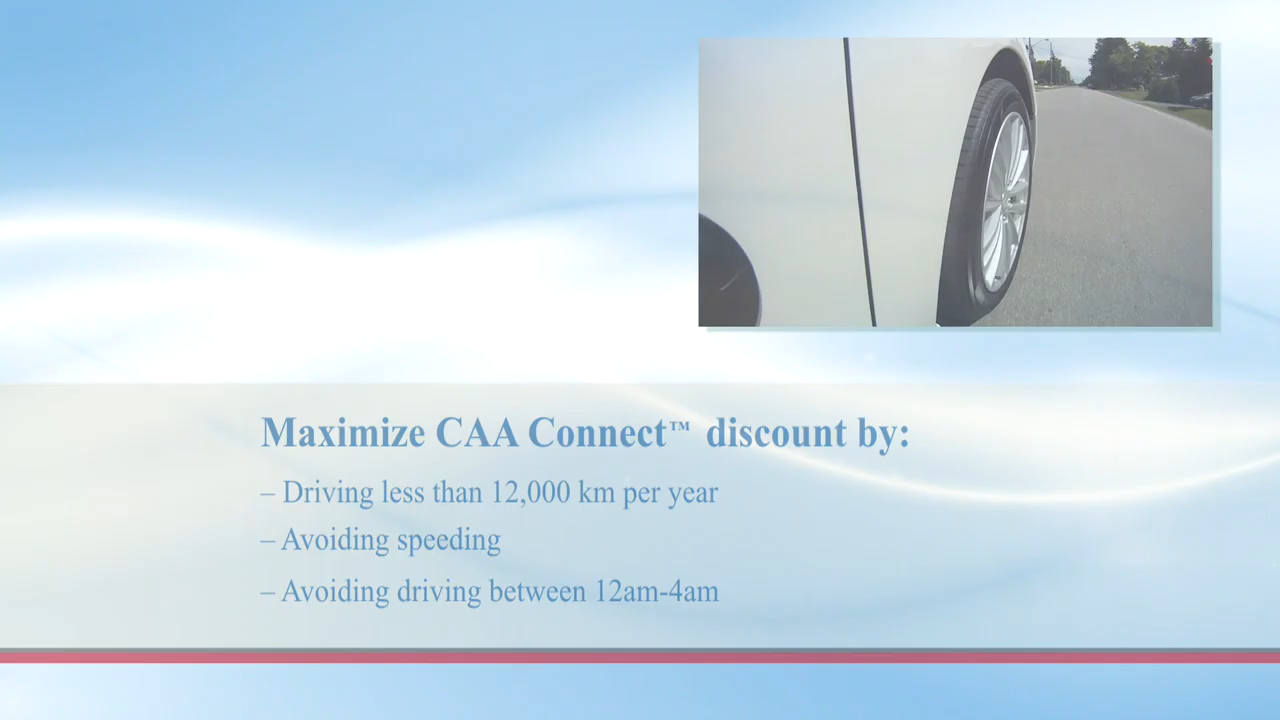 Maximize CAA Connect™ discount by:
– Driving less than 12,000 km per year
– Avoiding speeding
– Avoiding driving between 12am-4am